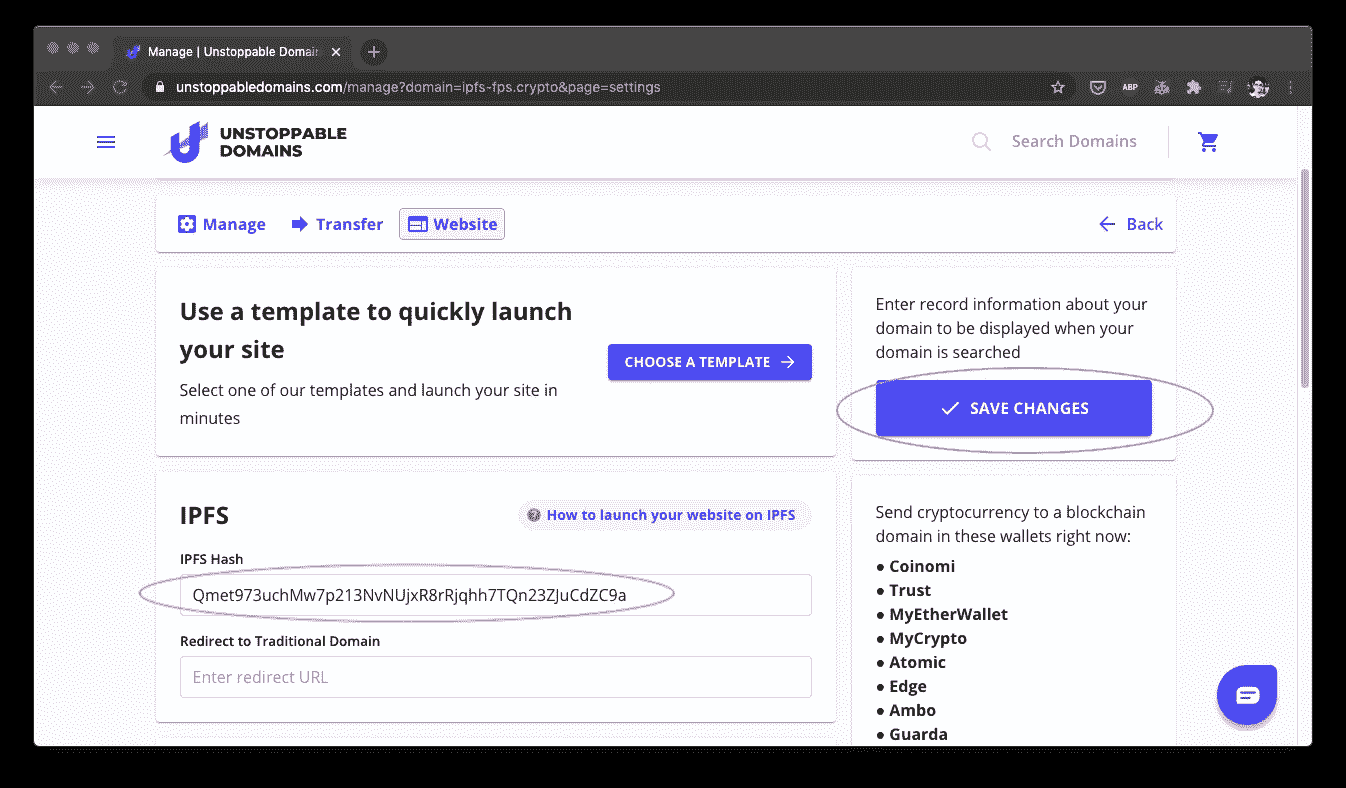 Manage | Unstoppable Domain
unstoppabledomains.com/manage?domain=ipfs-fps.crypto&page=settings
ABP
UNSTOPPABLE
DOMAINS
Search Domains
Manage
Transfer
Website
Back
Use a template to quickly launch
your site
Select one of our templates and launch your site in
minutes
CHOOSE A TEMPLATE
Enter record information about your
domain to be displayed when your
domain is searched
SAVE CHANGES
IPFS
How to launch your website on IPFS
IPFS Hash
Qmet973uchMw7p213NvNUjxR8rRjqhh7TQn23ZJuCdZC9a
Redirect to Traditional Domain
Enter redirect URL
Send cryptocurrency to a blockchain
domain in these wallets right now:
● Coinomi
● Trust
● MyEtherWallet
● MyCrypto
● Atomic
● Edge
● Ambo
● Guarda